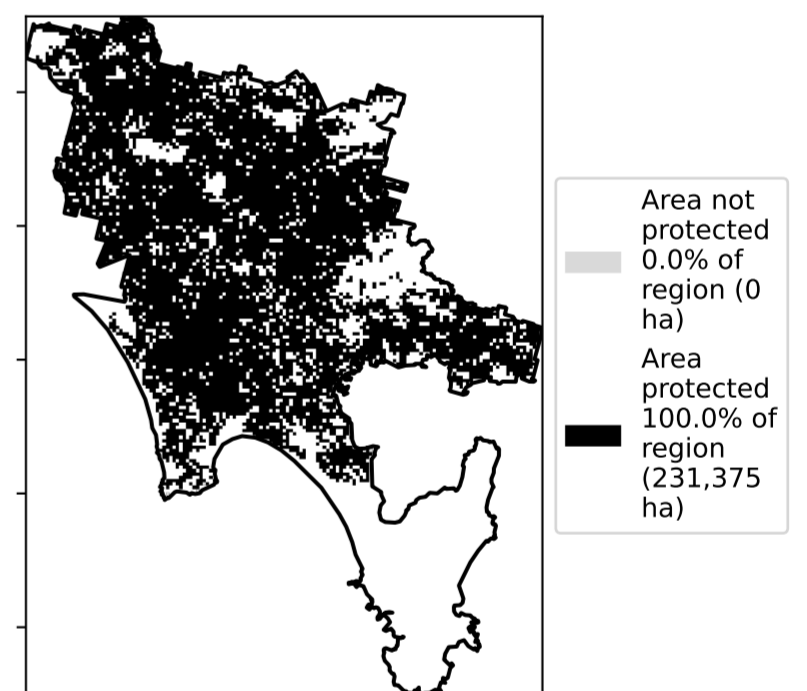 Area not
protected
0.0% of
region (0
ha)
Area
protected
100.0% of
region
(231,375
ha)